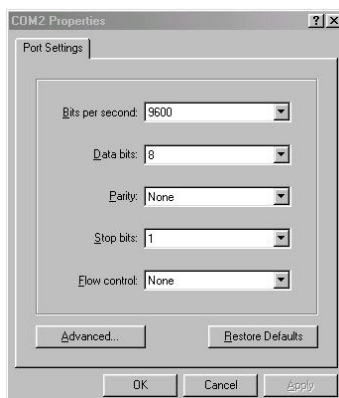 COM2 Properties
Port Settings
Bits per second: 9600
Data bits: 8
Parity: None
Stop bits: 1
Flow control: None
Advanced... Restore Defaults
OK Cancel Apply